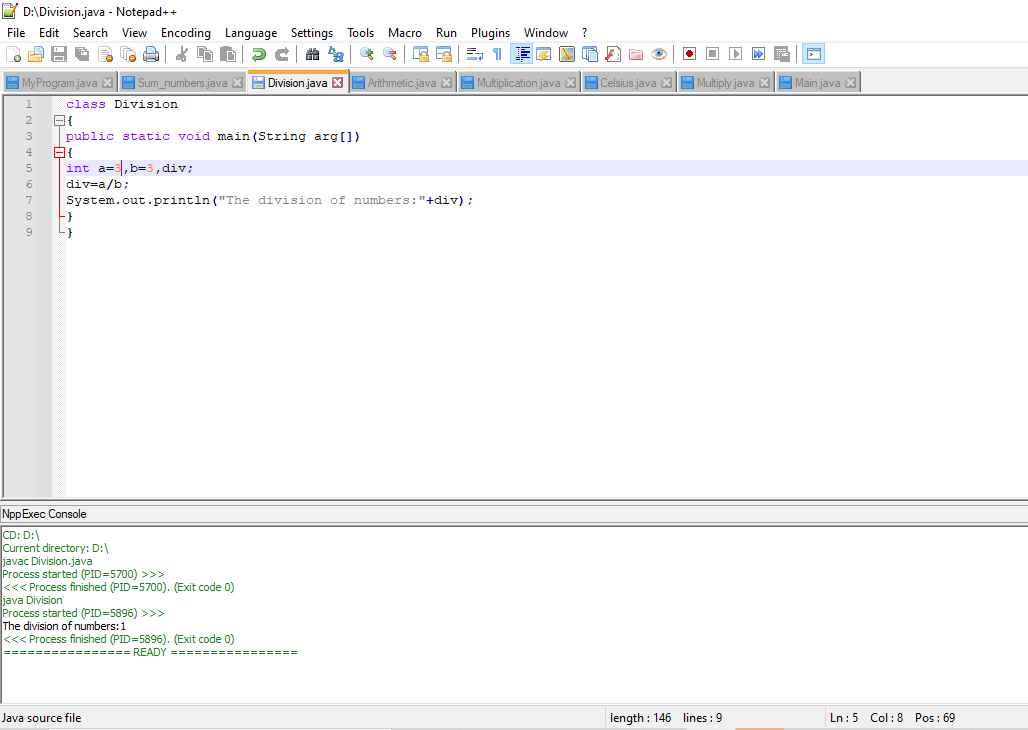 D:\Division.java - Notepad++
File Edit Search View Encoding Language Settings Tools Macro Run Plugins Window ?
MyProgram.java Sum_numbers.java Division.java Arithmetic.java Multiplication.java Celsius.java Multiply.java Main.java
1 class Division
2 {
3 public static void main(String arg[])
4 {
5 int a=3,b=3,div;
6 div=a/b;
7 System.out.println("The division of numbers:"+div);
8 }
9 }
NppExec Console
CD: D:\
Current directory: D:\
javac Division.java
Process started (PID=5700) >>>
<<< Process finished (PID=5700). (Exit code 0)
java Division
Process started (PID=5896) >>>
The division of numbers:1
<<< Process finished (PID=5896). (Exit code 0)
================ READY ================
Java source file length : 146 lines : 9 Ln : 5 Col : 8 Pos : 69